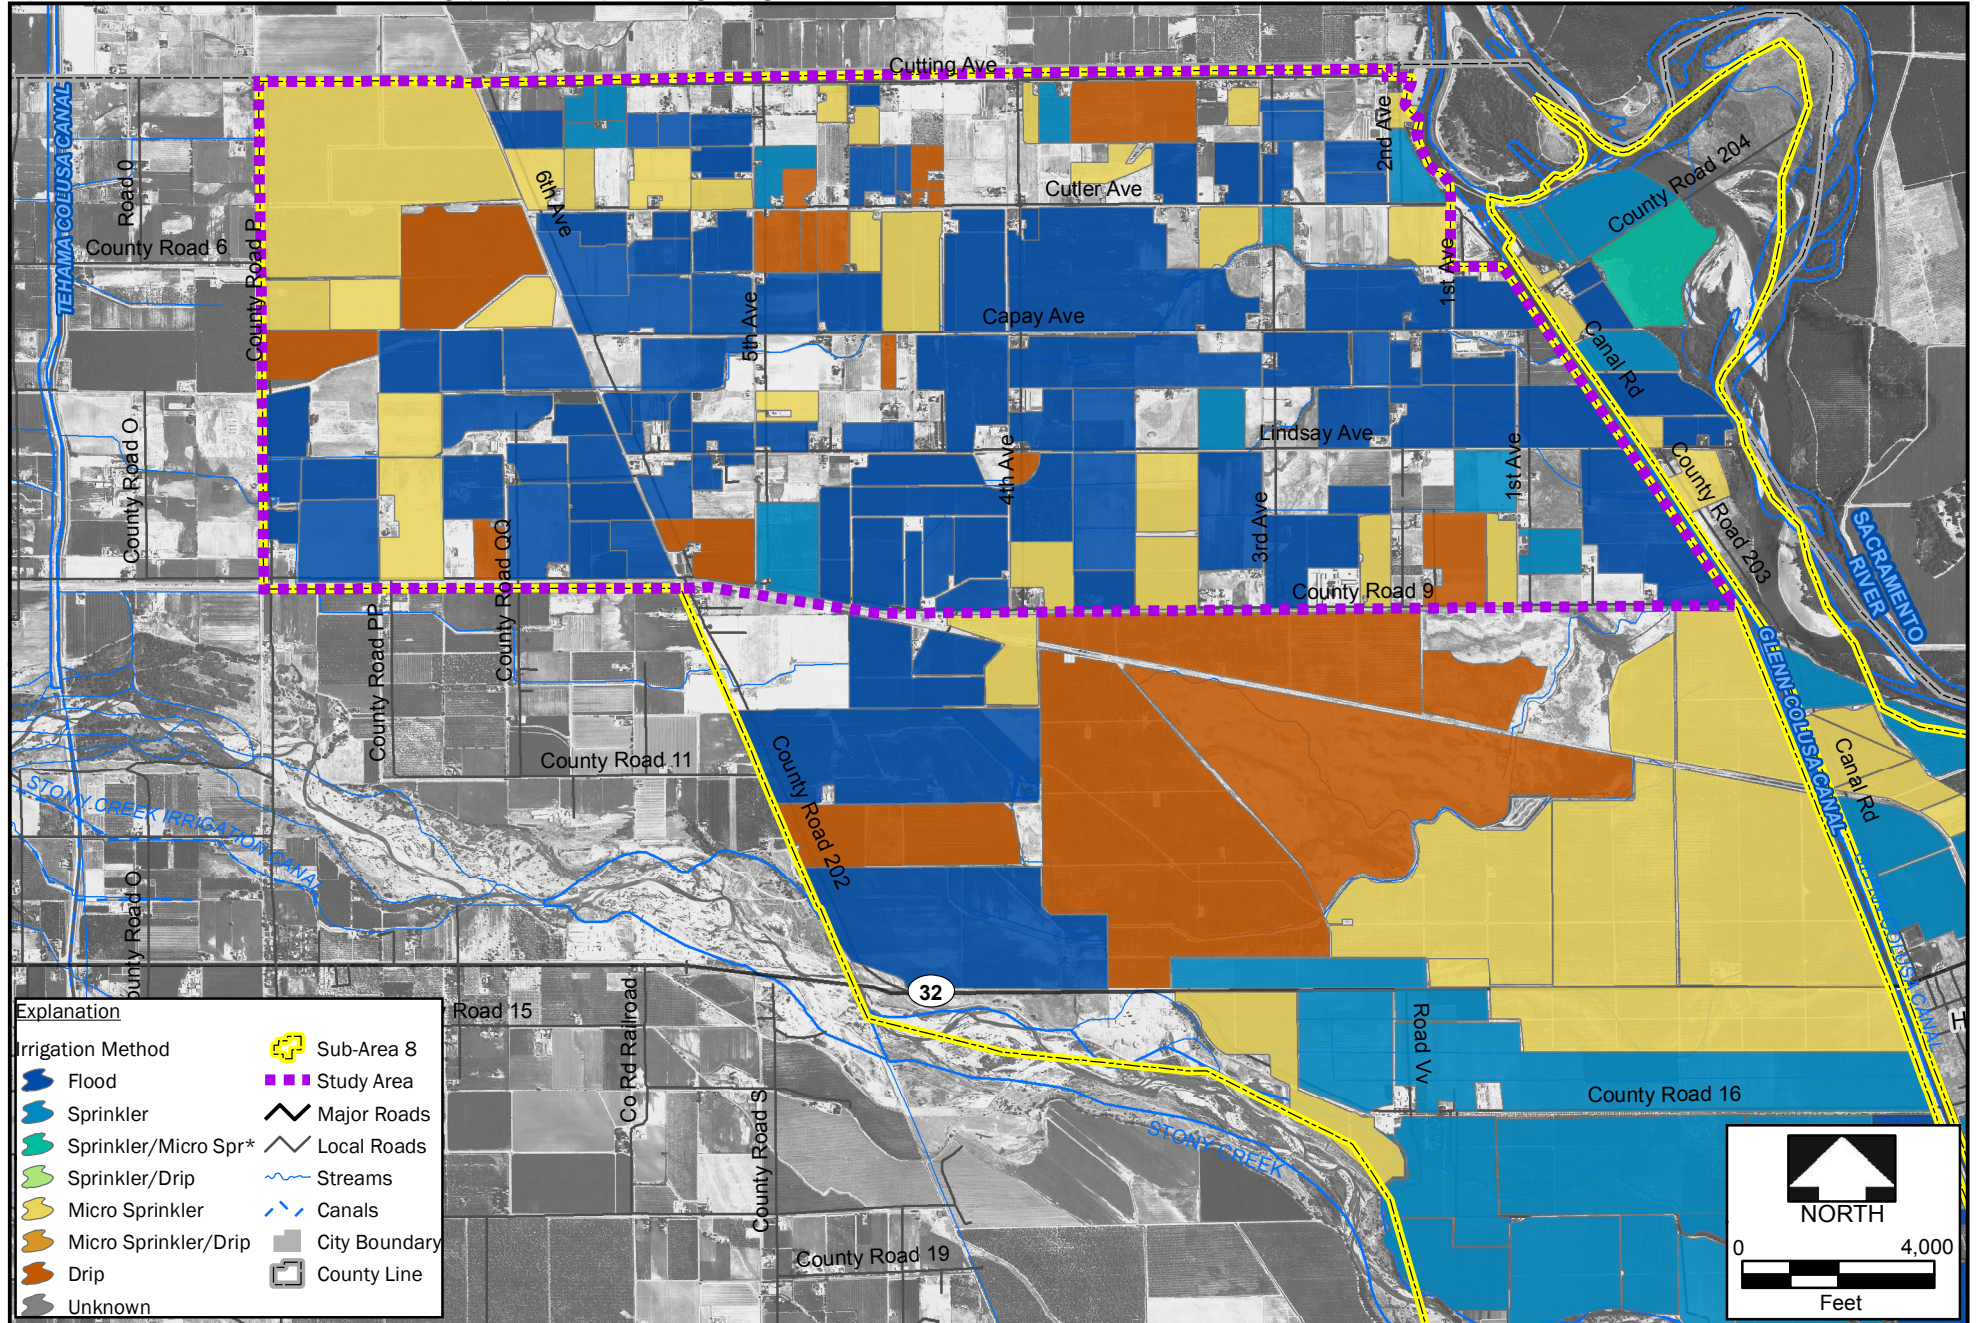 Cutting Ave
2nd Ave
TEHAMA COLUSA CANAL
Road O
County Road 6
County Road P
6th Ave
Cutler Ave
County Road 204
1st Ave
5th Ave
Capay Ave
Canal Rd
County Road O
Lindsay Ave
4th Ave
1st Ave
3rd Ave
County Road QQ
County Road 203
SACRAMENTO
RIVER
County Road 9
County Road PP
GLENN-COLUSA CANAL
County Road 11
County Road 202
Canal Rd
STONY CREEK IRRIGATION CANAL
ounty Road O
32
Road 15
Co Rd Railroad
Road Vv
County Road 16
County Road S
STONY CREEK
County Road 19
Explanation
Irrigation Method
Flood
Sprinkler
Sprinkler/Micro Spr*
Sprinkler/Drip
Micro Sprinkler
Micro Sprinkler/Drip
Drip
Unknown
Sub-Area 8
Study Area
Major Roads
Local Roads
Streams
Canals
City Boundary
County Line
NORTH
0 4,000
Feet